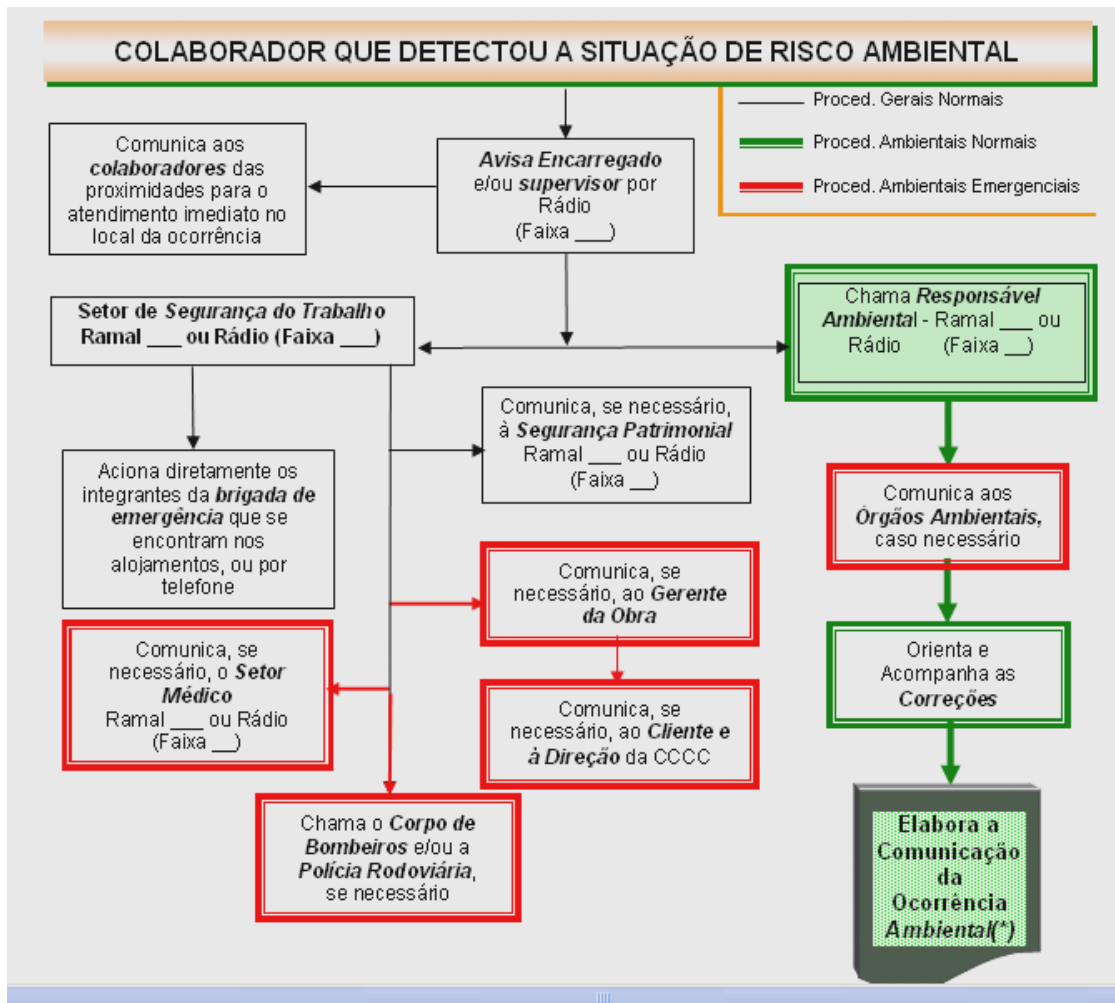 COLABORADOR QUE DETECTOU A SITUAÇÃO DE RISCO AMBIENTAL
Proced. Gerais Normais
Proced. Ambientais Normais
Proced. Ambientais Emergenciais
Comunica aos
colaboradores das
proximidades para o
atendimento imediato no
local da ocorrência
Avisa Encarregado
e/ou supervisor por
Rádio
(Faixa ___)
Setor de Segurança do Trabalho
Ramal ___ ou Rádio (Faixa ___)
Chama Responsável
Ambiental - Ramal ___ ou
Rádio (Faixa __)
Comunica, se necessário,
à Segurança Patrimonial
Ramal ___ ou Rádio
(Faixa __)
Aciona diretamente os
integrantes da brigada de
emergência que se
encontram nos
alojamentos, ou por
telefone
Comunica aos
Órgãos Ambientais,
caso necessário
Comunica, se
necessário, ao Gerente
da Obra
Comunica, se
necessário, o Setor
Médico
Ramal ___ ou Rádio
(Faixa __)
Orienta e
Acompanha as
Correções
Comunica, se
necessário, ao Cliente e
à Direção da CCCC
Chama o Corpo de
Bombeiros e/ou a
Polícia Rodoviária,
se necessário
Elabora a
Comunicação
da
Ocorrência
Ambiental(*)